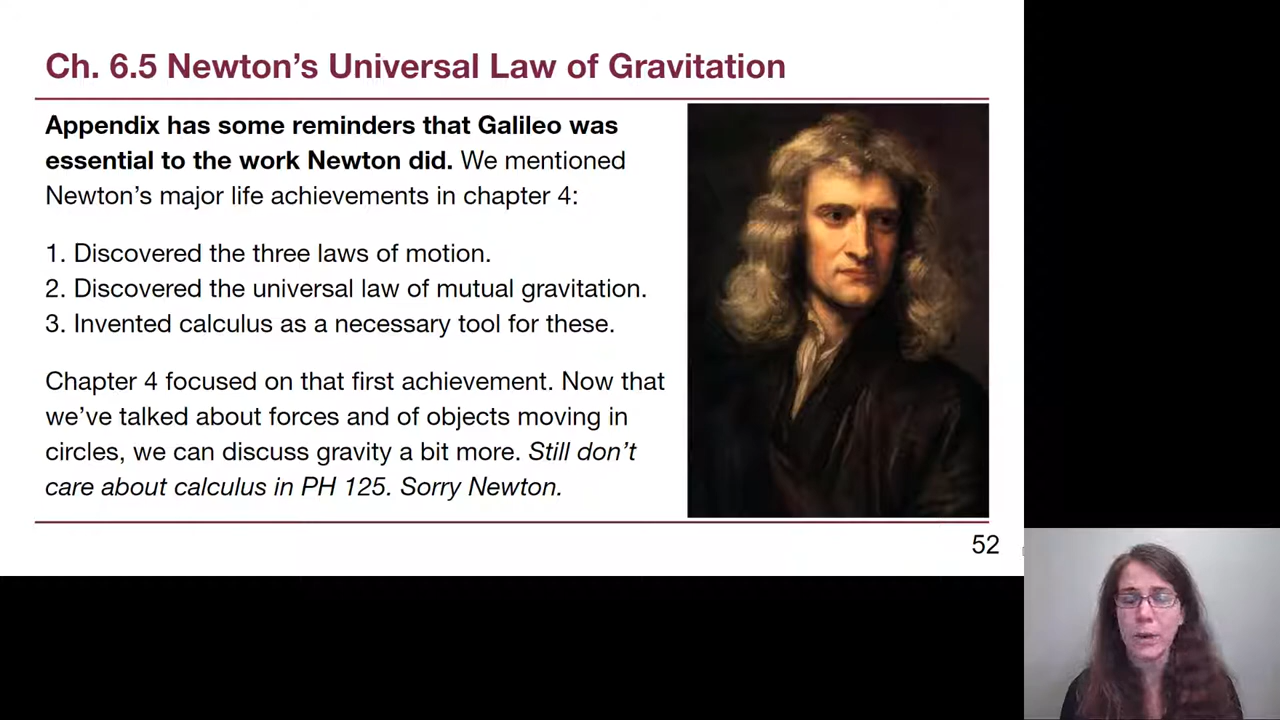 Ch. 6.5 Newton’s Universal Law of Gravitation
Appendix has some reminders that Galileo was
essential to the work Newton did. We mentioned
Newton’s major life achievements in chapter 4:
1. Discovered the three laws of motion.
2. Discovered the universal law of mutual gravitation.
3. Invented calculus as a necessary tool for these.
Chapter 4 focused on that first achievement. Now that
we’ve talked about forces and of objects moving in
circles, we can discuss gravity a bit more. Still don’t
care about calculus in PH 125. Sorry Newton.
52